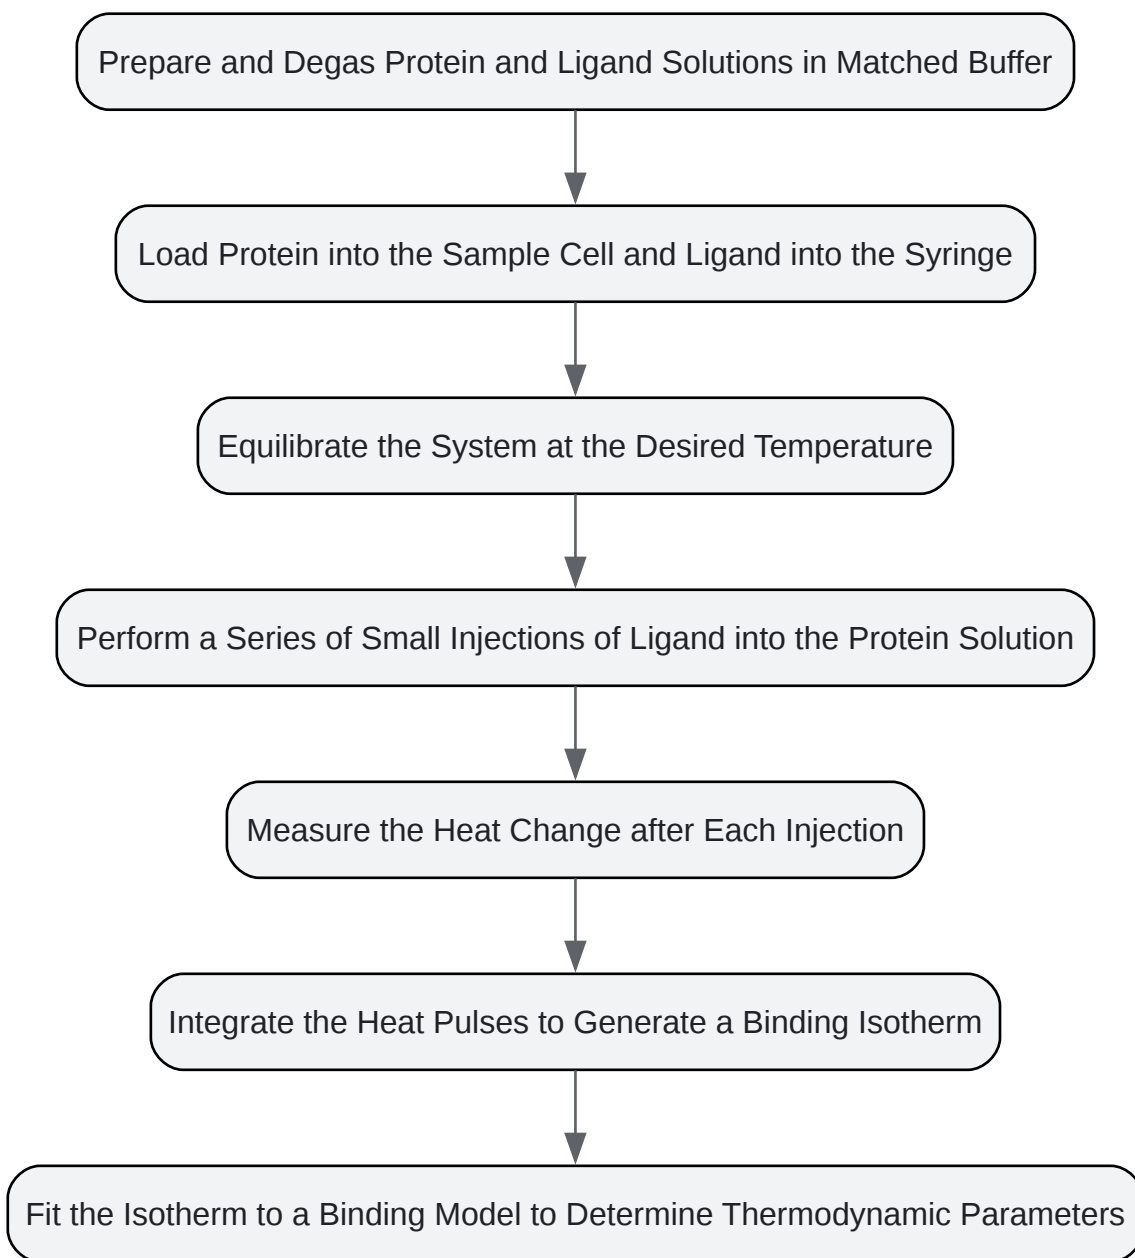 Prepare and Degas Protein and Ligand Solutions in Matched Buffer
Load Protein into the Sample Cell and Ligand into the Syringe
Equilibrate the System at the Desired Temperature
Perform a Series of Small Injections of Ligand into the Protein Solution
Measure the Heat Change after Each Injection
Integrate the Heat Pulses to Generate a Binding Isotherm
Fit the Isotherm to a Binding Model to Determine Thermodynamic Parameters